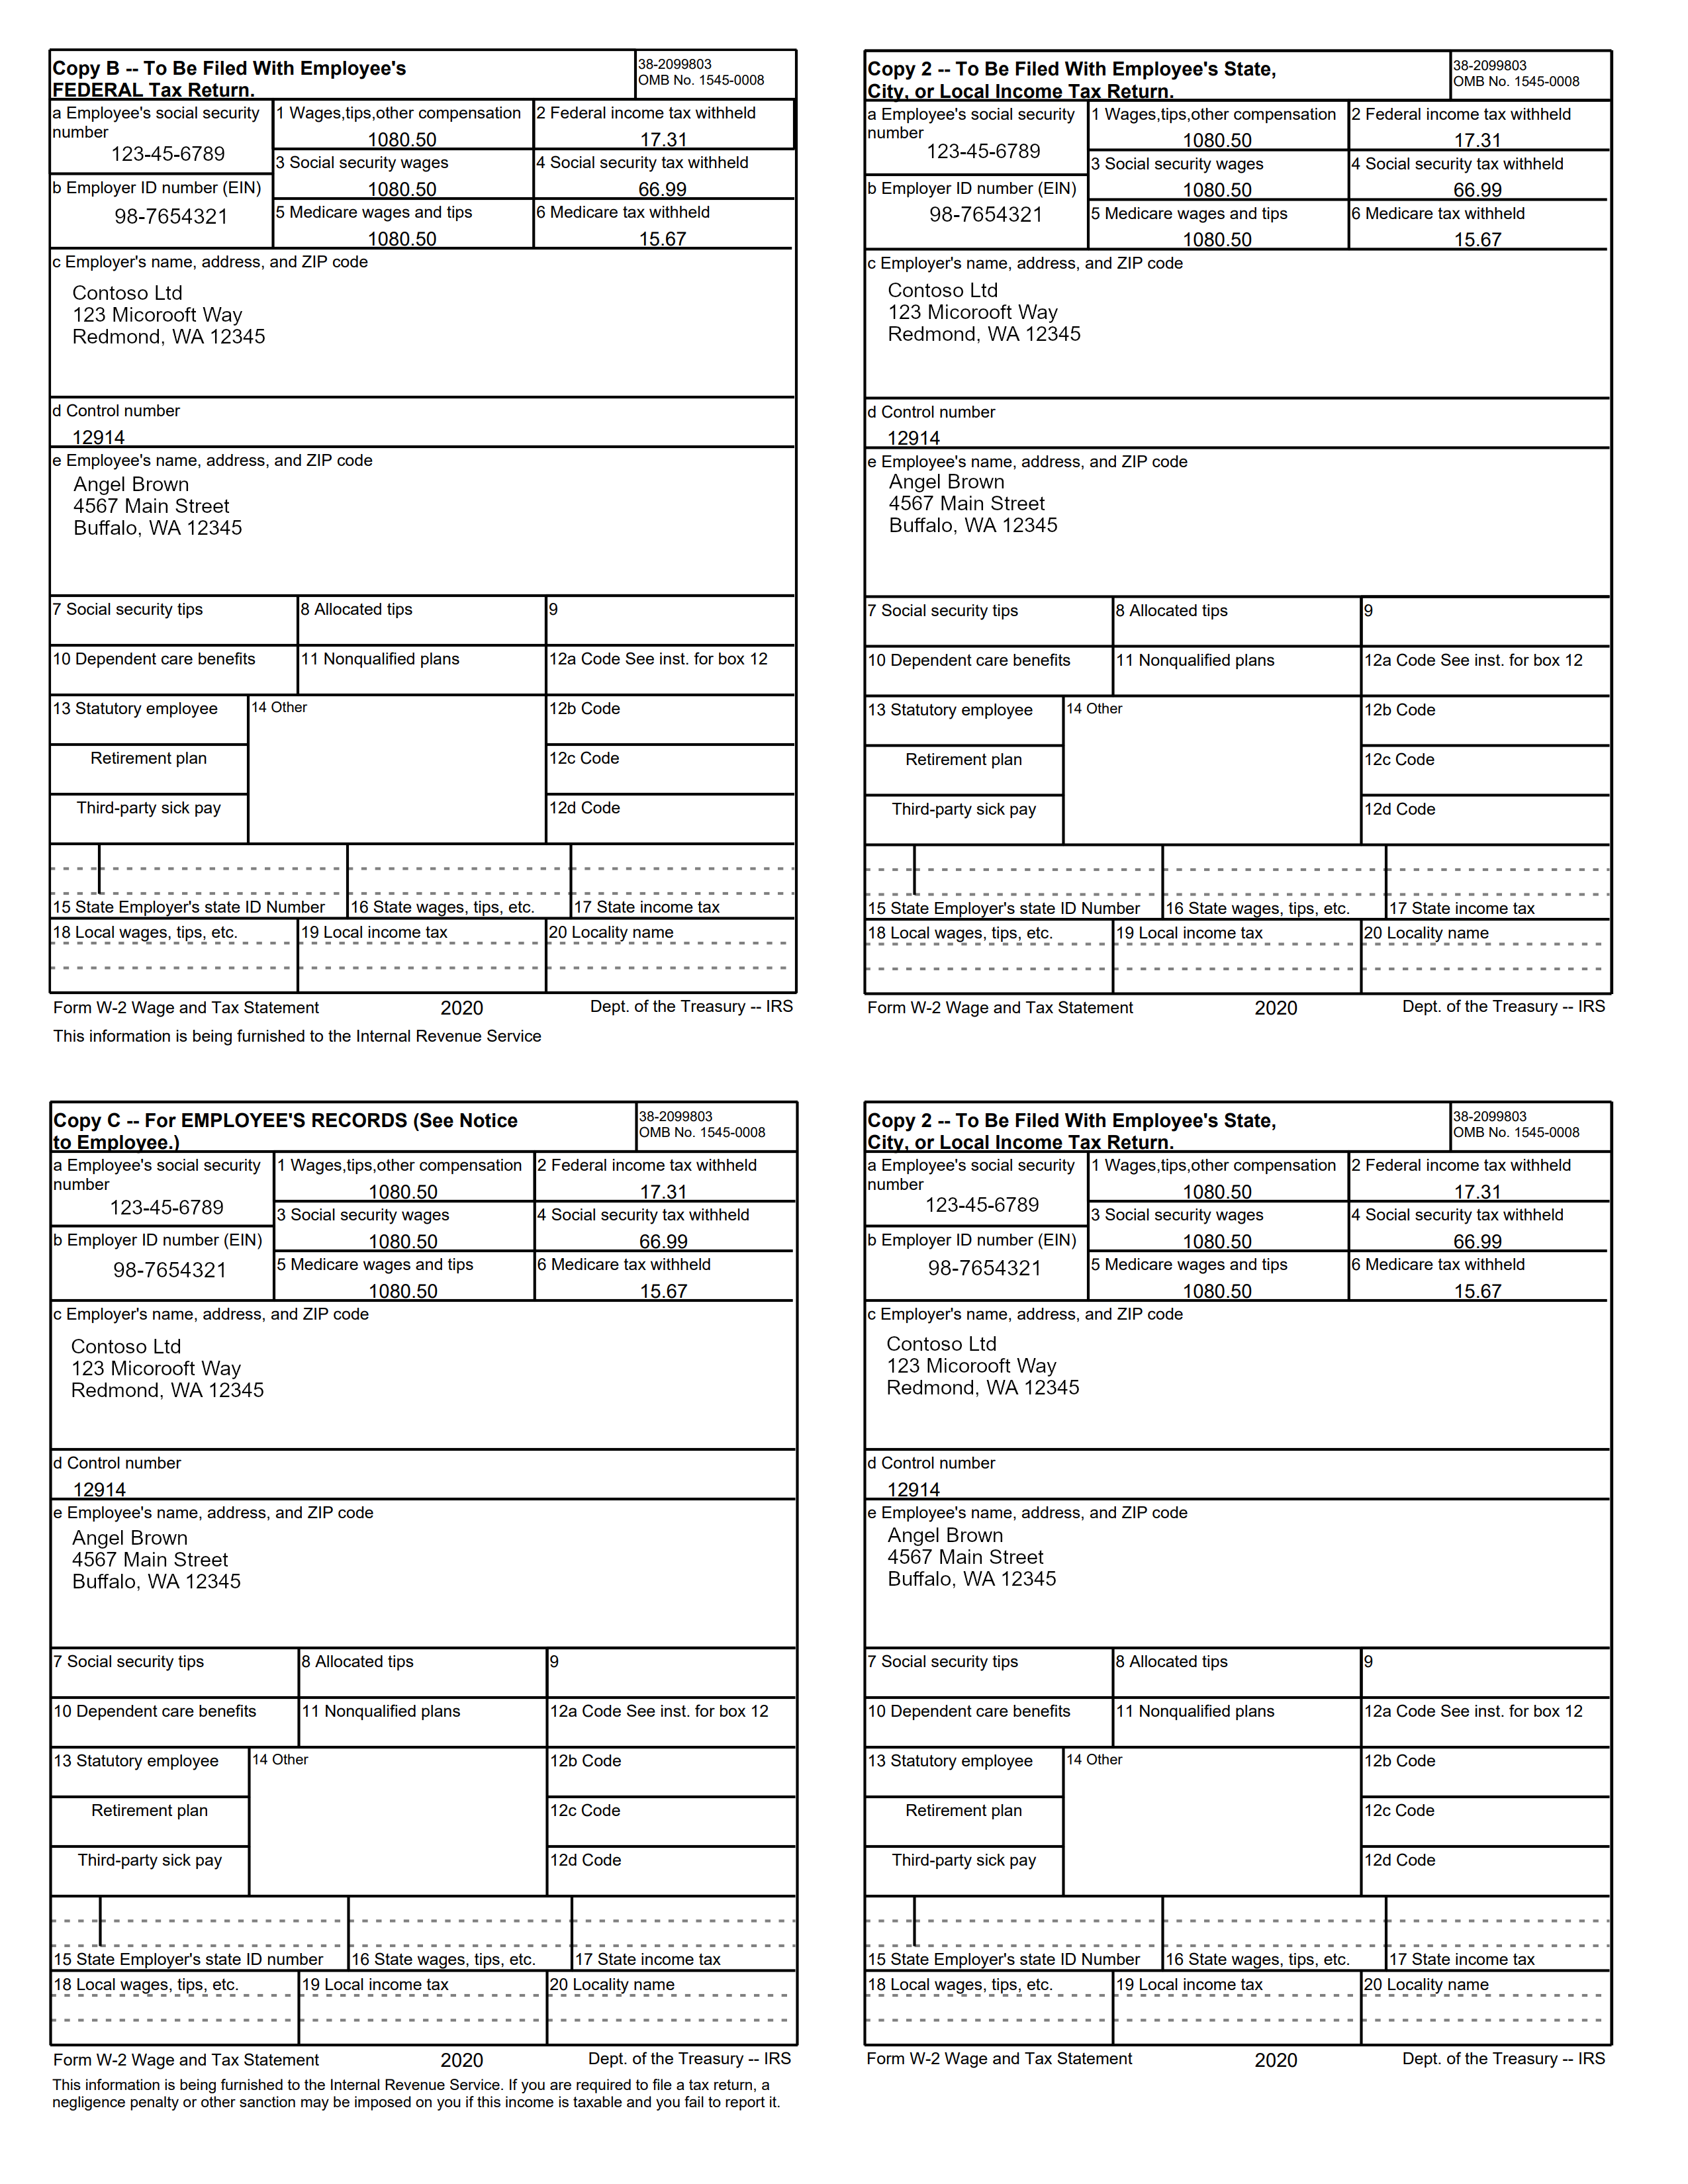 Copy B -- To Be Filed With Employee's
FEDERAL Tax Return.
38-2099803
OMB No. 1545-0008
a Employee's social security
number
123-45-6789
1 Wages,tips,other compensation
1080.50
2 Federal income tax withheld
17.31
3 Social security wages
1080.50
4 Social security tax withheld
66.99
b Employer ID number (EIN)
98-7654321
5 Medicare wages and tips
1080.50
6 Medicare tax withheld
15.67
c Employer's name, address, and ZIP code
Contoso Ltd
123 Micorooft Way
Redmond, WA 12345
d Control number
12914
e Employee's name, address, and ZIP code
Angel Brown
4567 Main Street
Buffalo, WA 12345
7 Social security tips
8 Allocated tips
9
10 Dependent care benefits
11 Nonqualified plans
12a Code See inst. for box 12
13 Statutory employee
14 Other
12b Code
Retirement plan
12c Code
Third-party sick pay
12d Code
15 State Employer's state ID Number
16 State wages, tips, etc.
17 State income tax
18 Local wages, tips, etc.
19 Local income tax
20 Locality name
Form W-2 Wage and Tax Statement
2020
Dept. of the Treasury -- IRS
This information is being furnished to the Internal Revenue Service
Copy 2 -- To Be Filed With Employee's State,
City, or Local Income Tax Return.
38-2099803
OMB No. 1545-0008
a Employee's social security
number
123-45-6789
1 Wages,tips,other compensation
1080.50
2 Federal income tax withheld
17.31
3 Social security wages
1080.50
4 Social security tax withheld
66.99
b Employer ID number (EIN)
98-7654321
5 Medicare wages and tips
1080.50
6 Medicare tax withheld
15.67
c Employer's name, address, and ZIP code
Contoso Ltd
123 Micorooft Way
Redmond, WA 12345
d Control number
12914
e Employee's name, address, and ZIP code
Angel Brown
4567 Main Street
Buffalo, WA 12345
7 Social security tips
8 Allocated tips
9
10 Dependent care benefits
11 Nonqualified plans
12a Code See inst. for box 12
13 Statutory employee
14 Other
12b Code
Retirement plan
12c Code
Third-party sick pay
12d Code
15 State Employer's state ID Number
16 State wages, tips, etc.
17 State income tax
18 Local wages, tips, etc.
19 Local income tax
20 Locality name
Form W-2 Wage and Tax Statement
2020
Dept. of the Treasury -- IRS
Copy C -- For EMPLOYEE'S RECORDS (See Notice
to Employee.)
38-2099803
OMB No. 1545-0008
a Employee's social security
number
123-45-6789
1 Wages,tips,other compensation
1080.50
2 Federal income tax withheld
17.31
3 Social security wages
1080.50
4 Social security tax withheld
66.99
b Employer ID number (EIN)
98-7654321
5 Medicare wages and tips
1080.50
6 Medicare tax withheld
15.67
c Employer's name, address, and ZIP code
Contoso Ltd
123 Micorooft Way
Redmond, WA 12345
d Control number
12914
e Employee's name, address, and ZIP code
Angel Brown
4567 Main Street
Buffalo, WA 12345
7 Social security tips
8 Allocated tips
9
10 Dependent care benefits
11 Nonqualified plans
12a Code See inst. for box 12
13 Statutory employee
14 Other
12b Code
Retirement plan
12c Code
Third-party sick pay
12d Code
15 State Employer's state ID number
16 State wages, tips, etc.
17 State income tax
18 Local wages, tips, etc.
19 Local income tax
20 Locality name
Form W-2 Wage and Tax Statement
2020
Dept. of the Treasury -- IRS
This information is being furnished to the Internal Revenue Service. If you are required to file a tax return, a
negligence penalty or other sanction may be imposed on you if this income is taxable and you fail to report it.
Copy 2 -- To Be Filed With Employee's State,
City, or Local Income Tax Return.
38-2099803
OMB No. 1545-0008
a Employee's social security
number
123-45-6789
1 Wages,tips,other compensation
1080.50
2 Federal income tax withheld
17.31
3 Social security wages
1080.50
4 Social security tax withheld
66.99
b Employer ID number (EIN)
98-7654321
5 Medicare wages and tips
1080.50
6 Medicare tax withheld
15.67
c Employer's name, address, and ZIP code
Contoso Ltd
123 Micorooft Way
Redmond, WA 12345
d Control number
12914
e Employee's name, address, and ZIP code
Angel Brown
4567 Main Street
Buffalo, WA 12345
7 Social security tips
8 Allocated tips
9
10 Dependent care benefits
11 Nonqualified plans
12a Code See inst. for box 12
13 Statutory employee
14 Other
12b Code
Retirement plan
12c Code
Third-party sick pay
12d Code
15 State Employer's state ID Number
16 State wages, tips, etc.
17 State income tax
18 Local wages, tips, etc.
19 Local income tax
20 Locality name
Form W-2 Wage and Tax Statement
2020
Dept. of the Treasury -- IRS